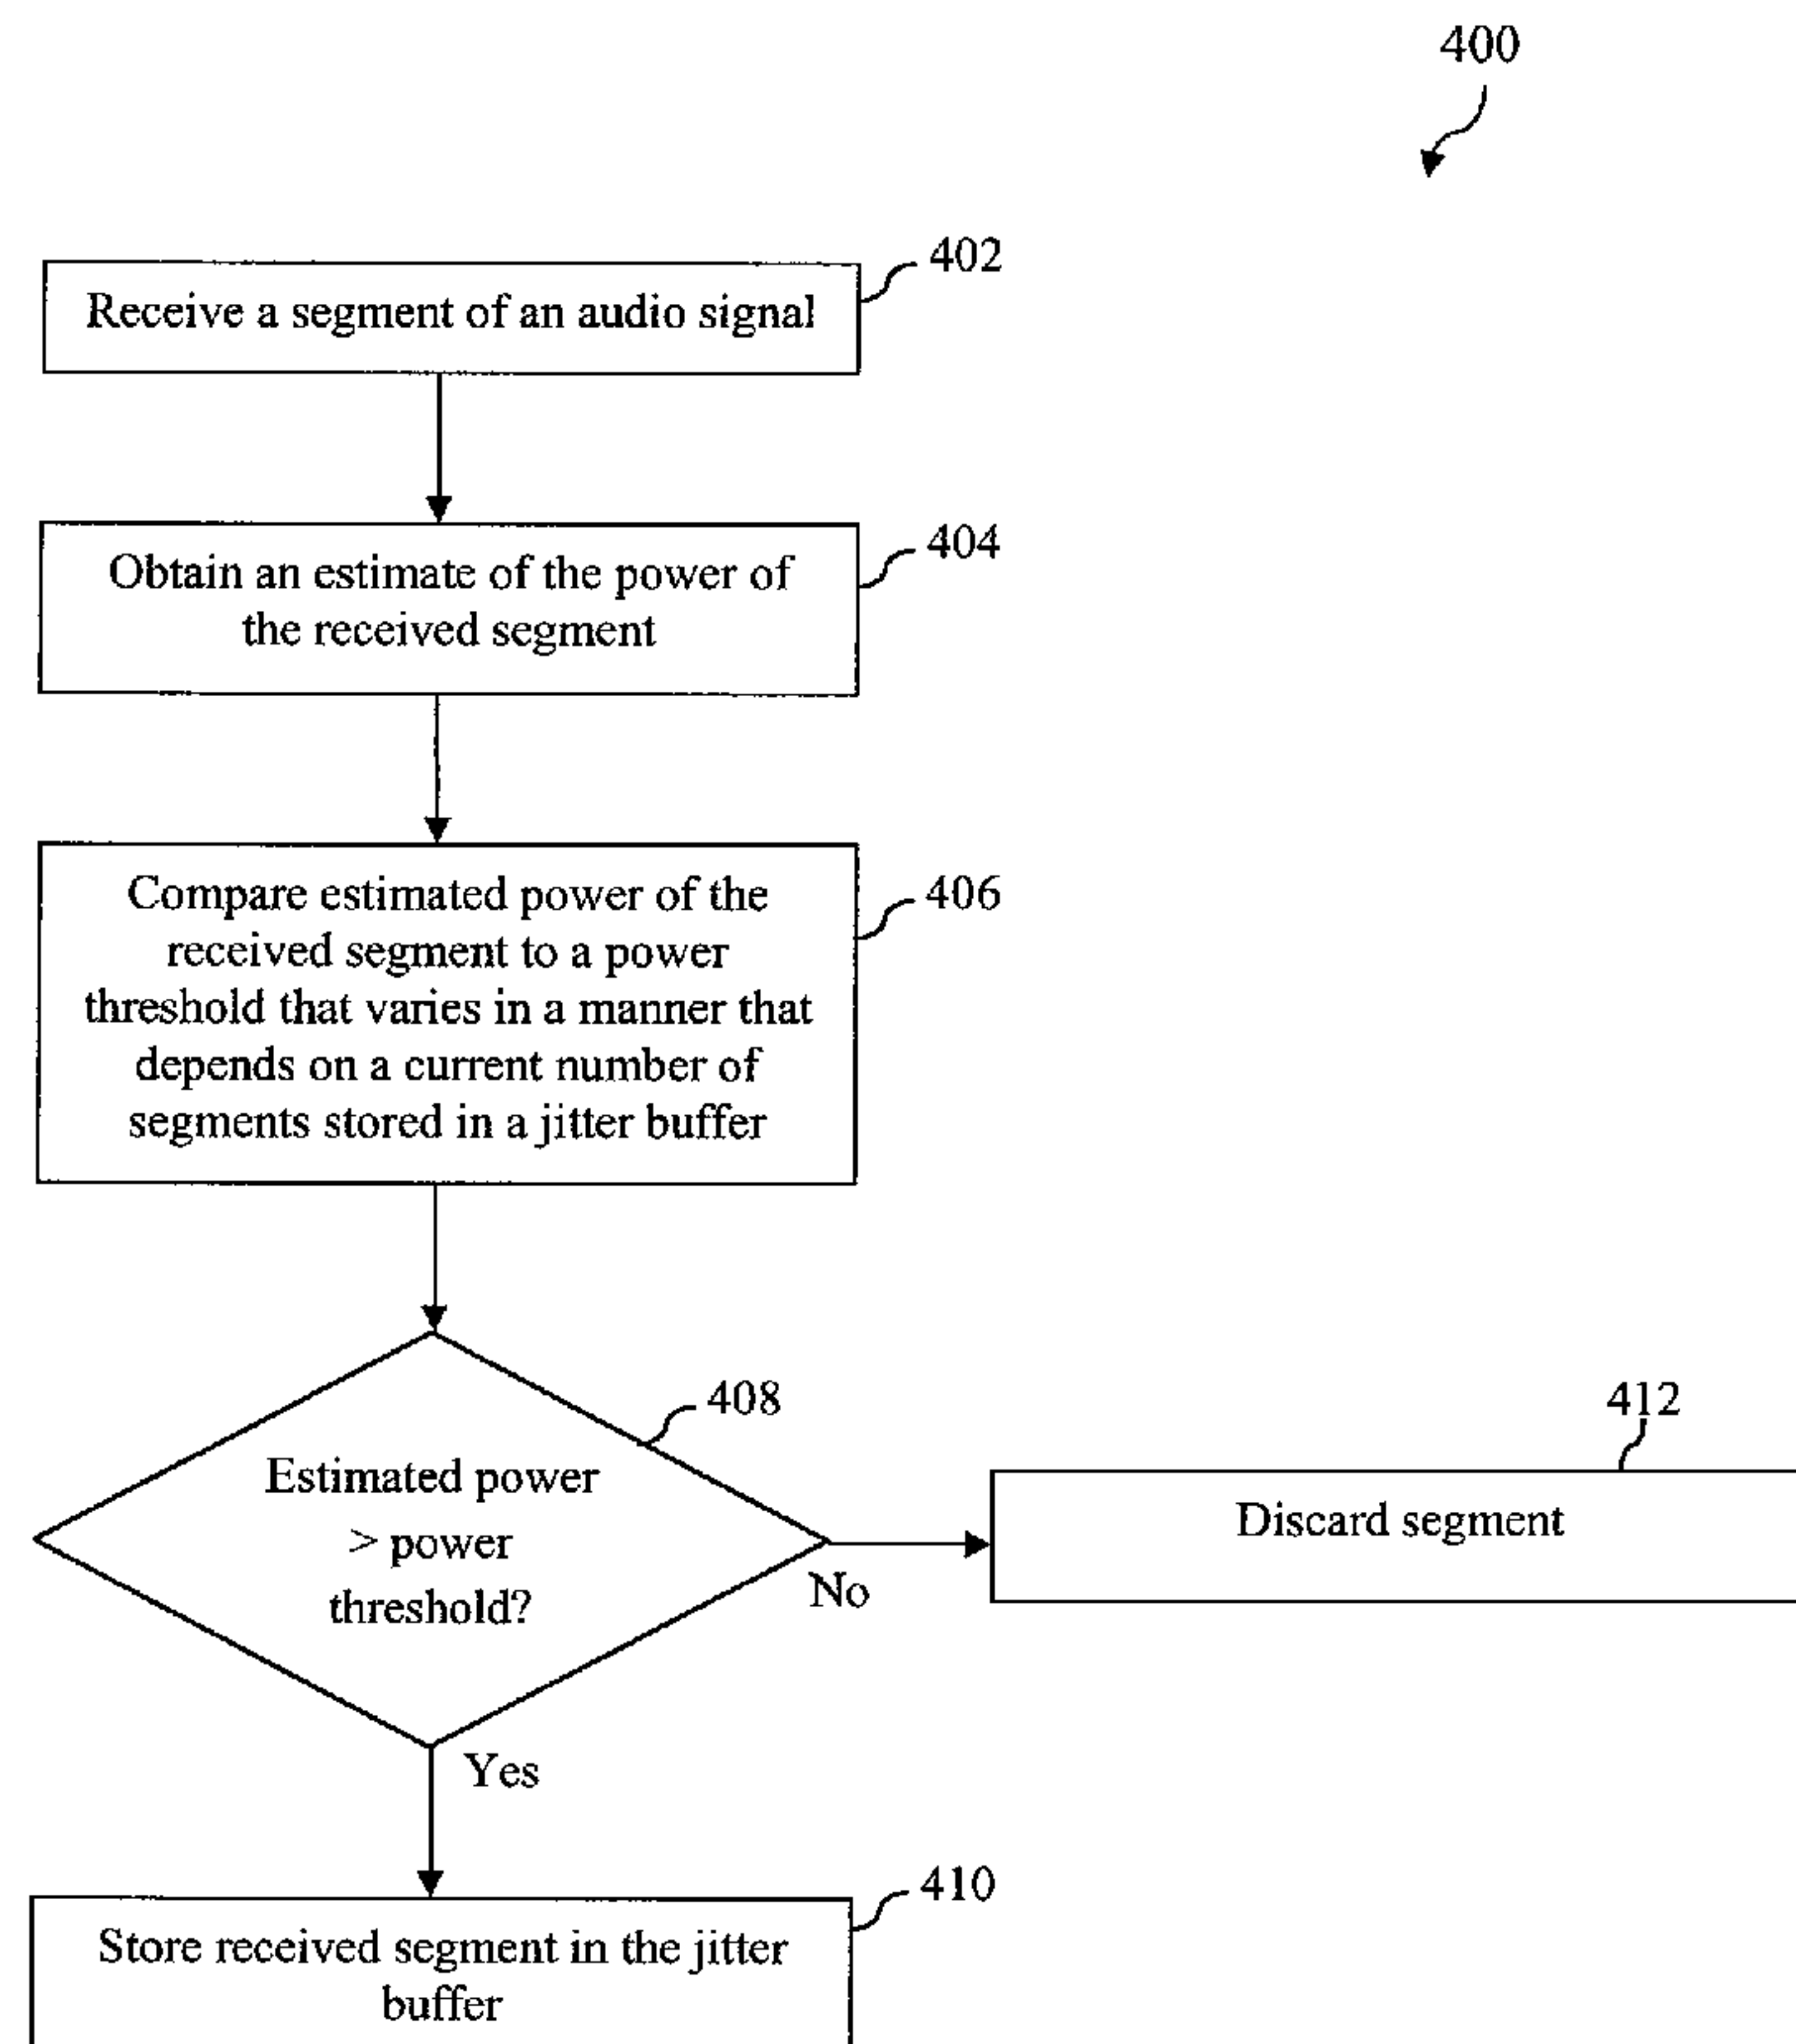 400
402
Receive a segment of an audio signal
404
Obtain an estimate of the power of
the received segment
406
Compare estimated power of the
received segment to a power
threshold that varies in a manner that
depends on a current number of
segments stored in a jitter buffer
408
Estimated power
> power
threshold?
No
412
Discard segment
Yes
410
Store received segment in the jitter
buffer